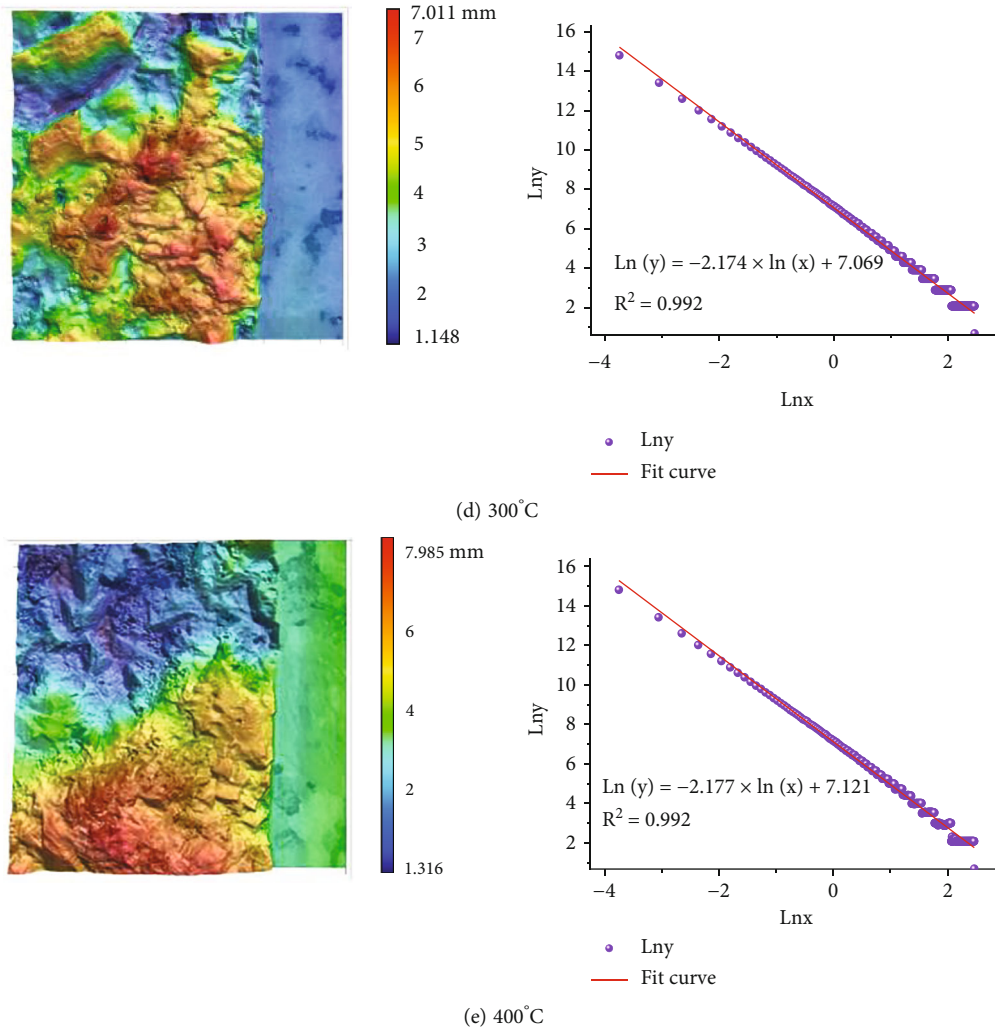 7.011 mm
7
6
5
4
3
2
1.148
16
14
12
10
8
6
4
2
Lny
Ln (y) = −2.174 × ln (x) + 7.069
R² = 0.992
−4
−2
0
2
Lnx
Lny
Fit curve
(d) 300°C
7.985 mm
6
4
2
1.316
16
14
12
10
8
6
4
2
Lny
Ln (y) = −2.177 × ln (x) + 7.121
R² = 0.992
−4
−2
0
2
Lnx
Lny
Fit curve
(e) 400°C